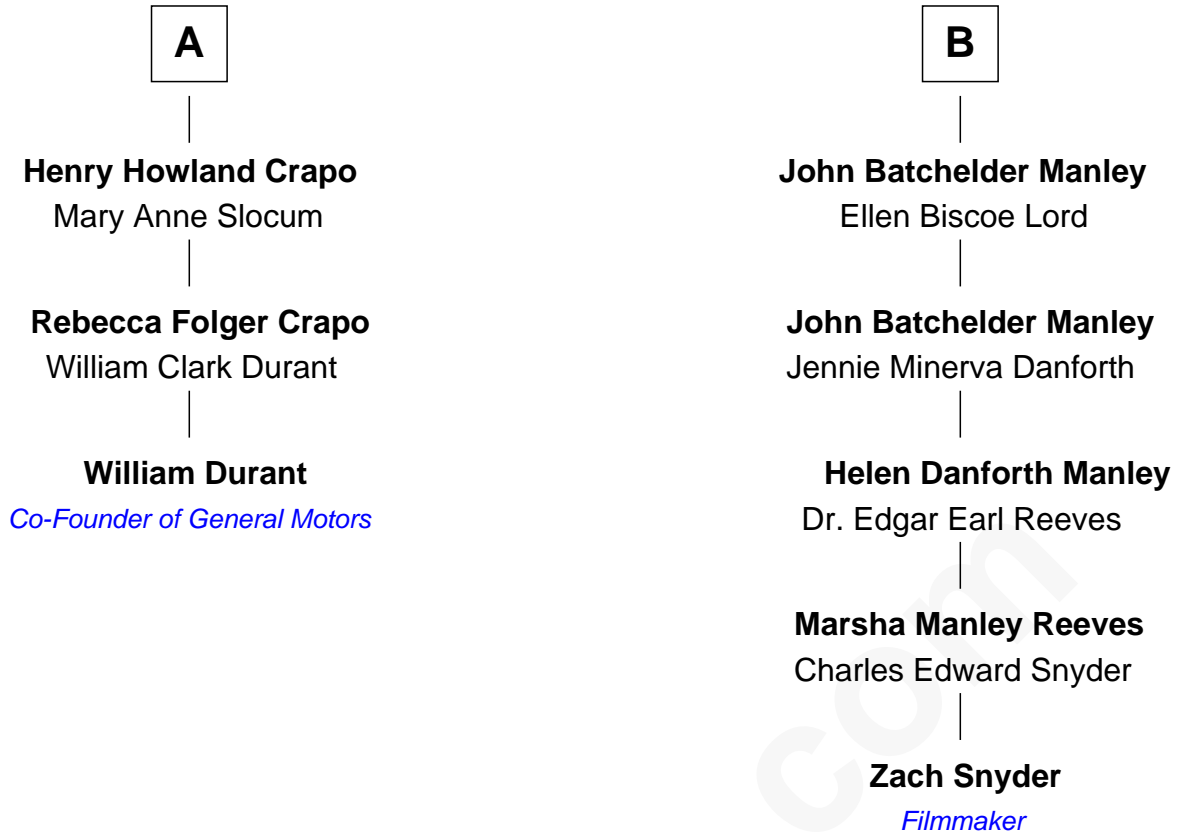 A
Henry Howland Crapo
Mary Anne Slocum
Rebecca Folger Crapo
William Clark Durant
William Durant
Co-Founder of General Motors
B
John Batchelder Manley
Ellen Biscoe Lord
John Batchelder Manley
Jennie Minerva Danforth
Helen Danforth Manley
Dr. Edgar Earl Reeves
Marsha Manley Reeves
Charles Edward Snyder
Zach Snyder
Filmmaker
com